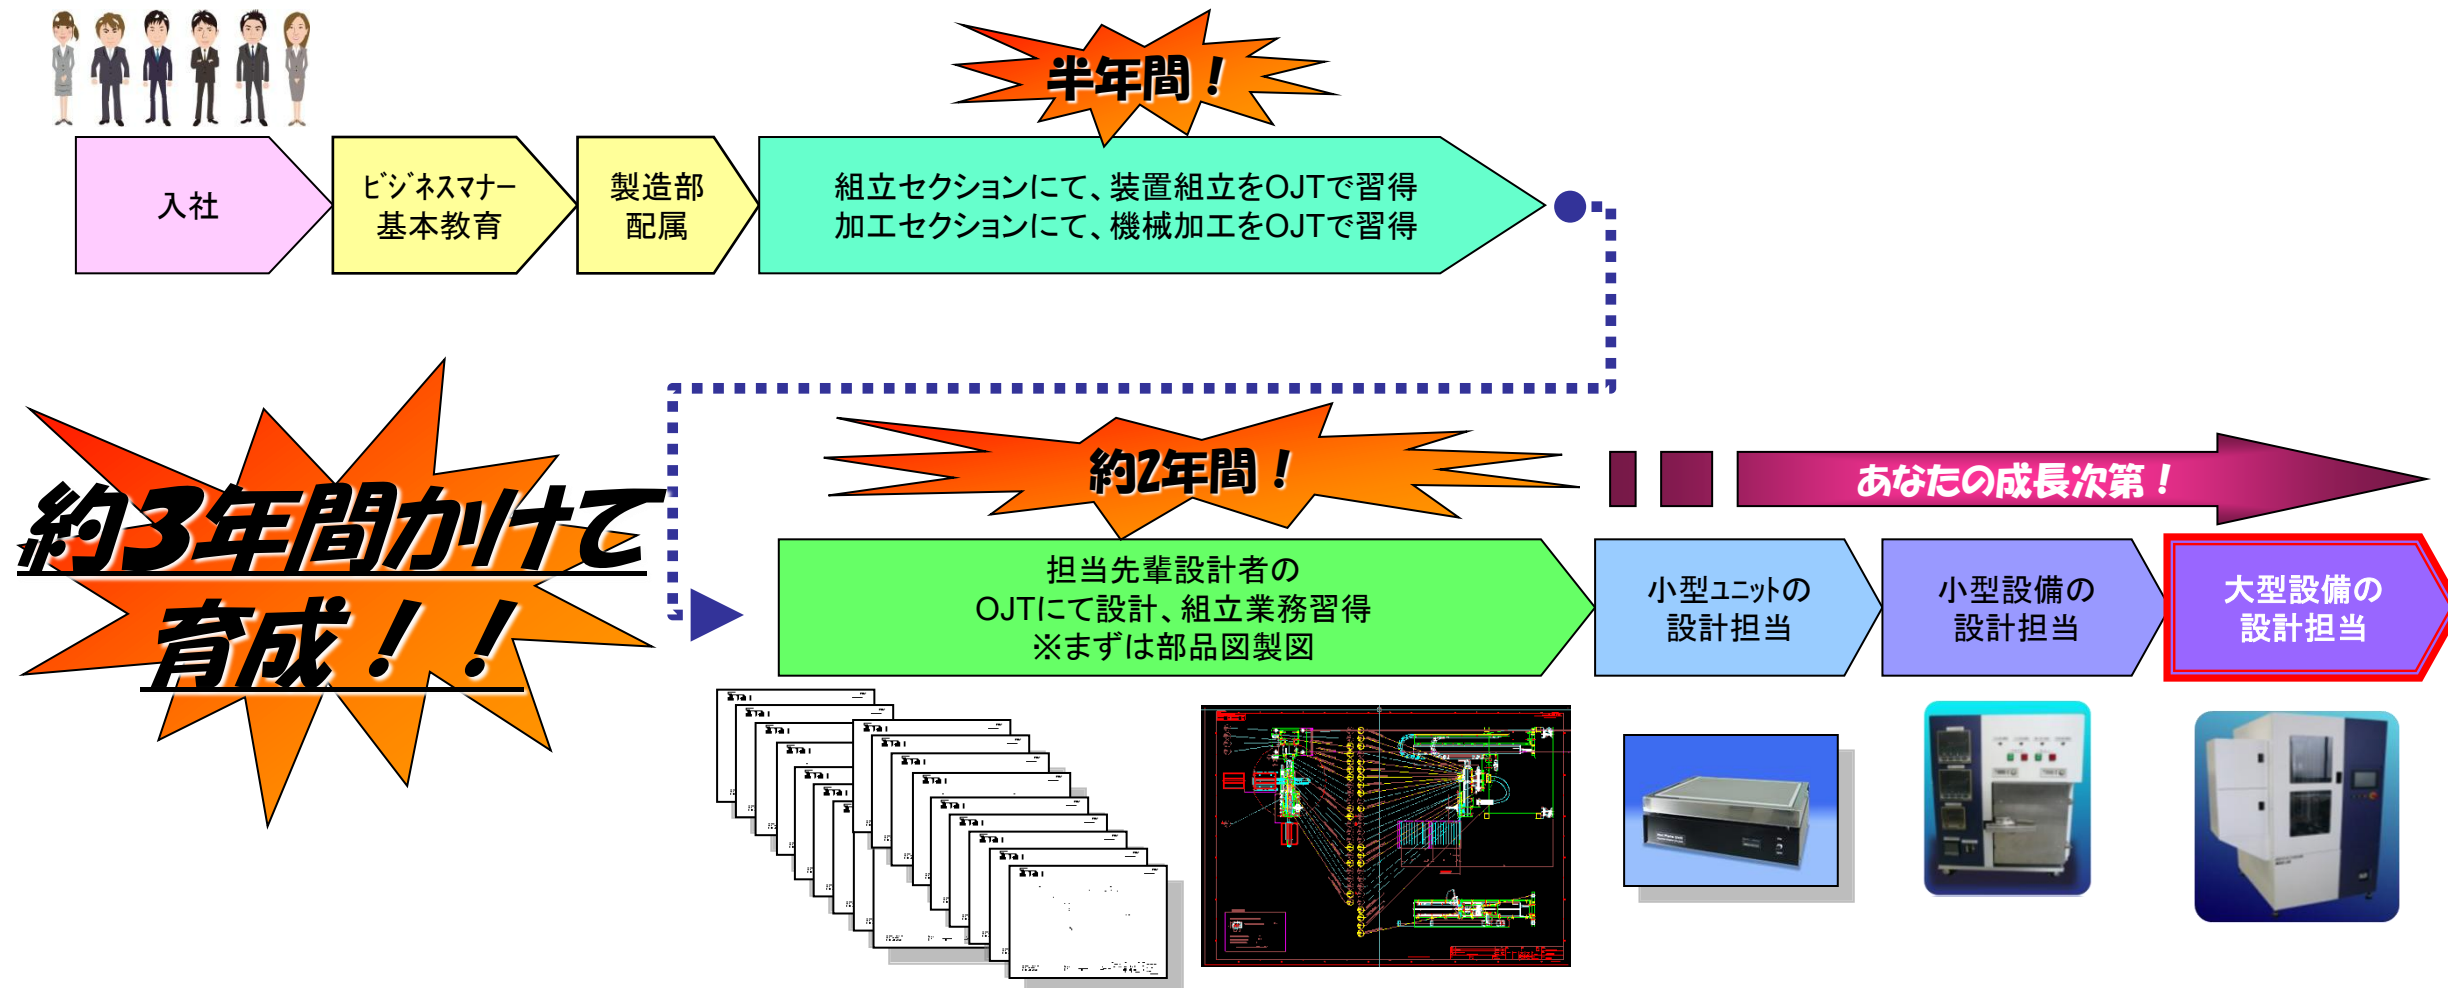 半年間！
入社
ﾋﾞｼﾞﾈｽマナー
基本教育
製造部
配属
組立セクションにて、装置組立をOJTで習得
加工セクションにて、機械加工をOJTで習得
約3年間かけて
育成！！
約2年間！
あなたの成長次第！
担当先輩設計者の
OJTにて設計、組立業務習得
※まずは部品図製図
小型ﾕﾆｯﾄの
設計担当
小型設備の
設計担当
大型設備の
設計担当